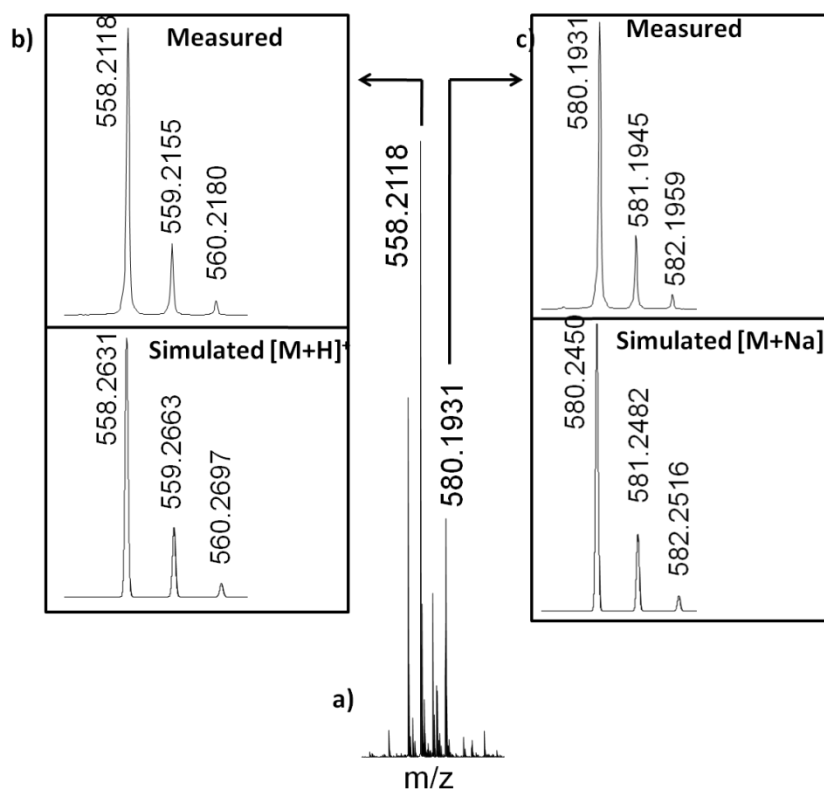 b)
Measured
558.2118
559.2155
560.2180
Simulated [M+H]+
558.2631
559.2663
560.2697
558.2118
580.1931
a)
m/z
c)
Measured
580.1931
581.1945
582.1959
Simulated [M+Na]
580.2450
581.2482
582.2516